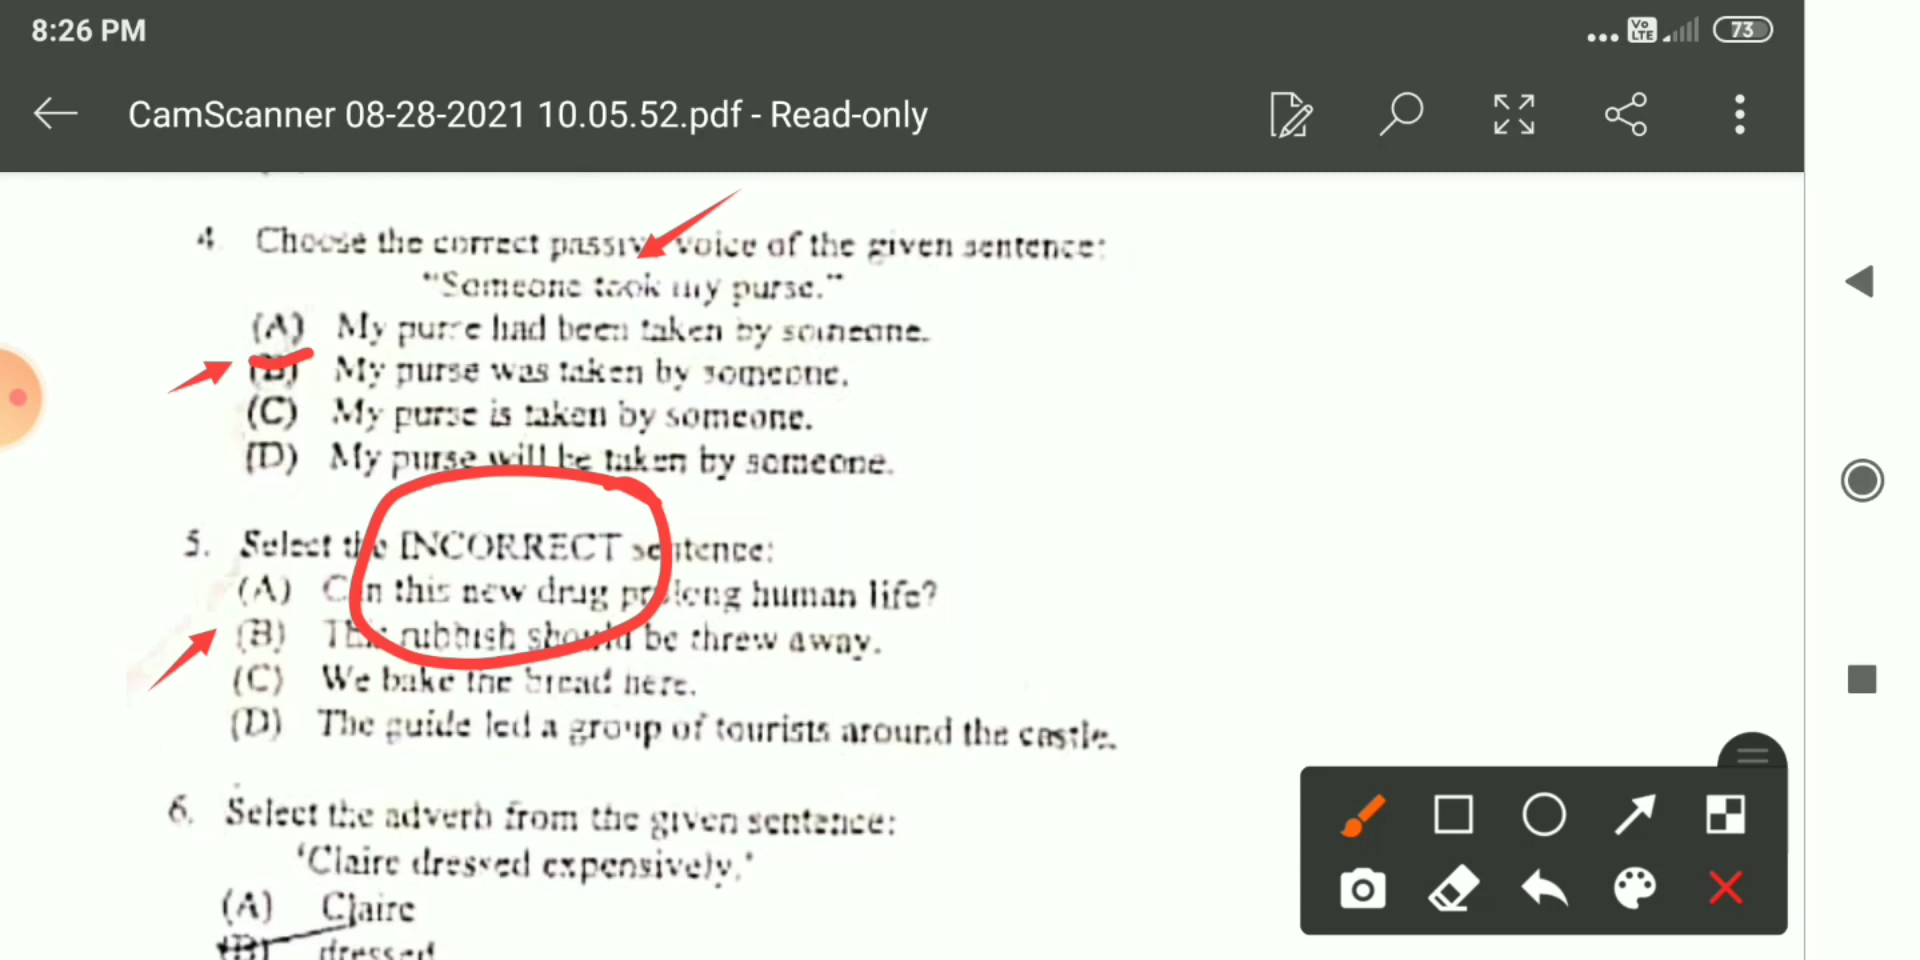 8:26 PM
Vo LTE
73
CamScanner 08-28-2021 10.05.52.pdf - Read-only
4. Choose the correct passive voice of the given sentence:
"Someone took my purse."
(A) My purse had been taken by someone.
(B) My purse was taken by someone.
(C) My purse is taken by someone.
(D) My purse will be taken by someone.
5. Select the INCORRECT sentence:
(A) Can this new drug prolong human life?
(B) This rubbish should be threw away.
(C) We bake the bread here.
(D) The guide led a group of tourists around the castle.
6. Select the adverb from the given sentence:
'Claire dressed expensively.'
(A) Claire
(B) dressed